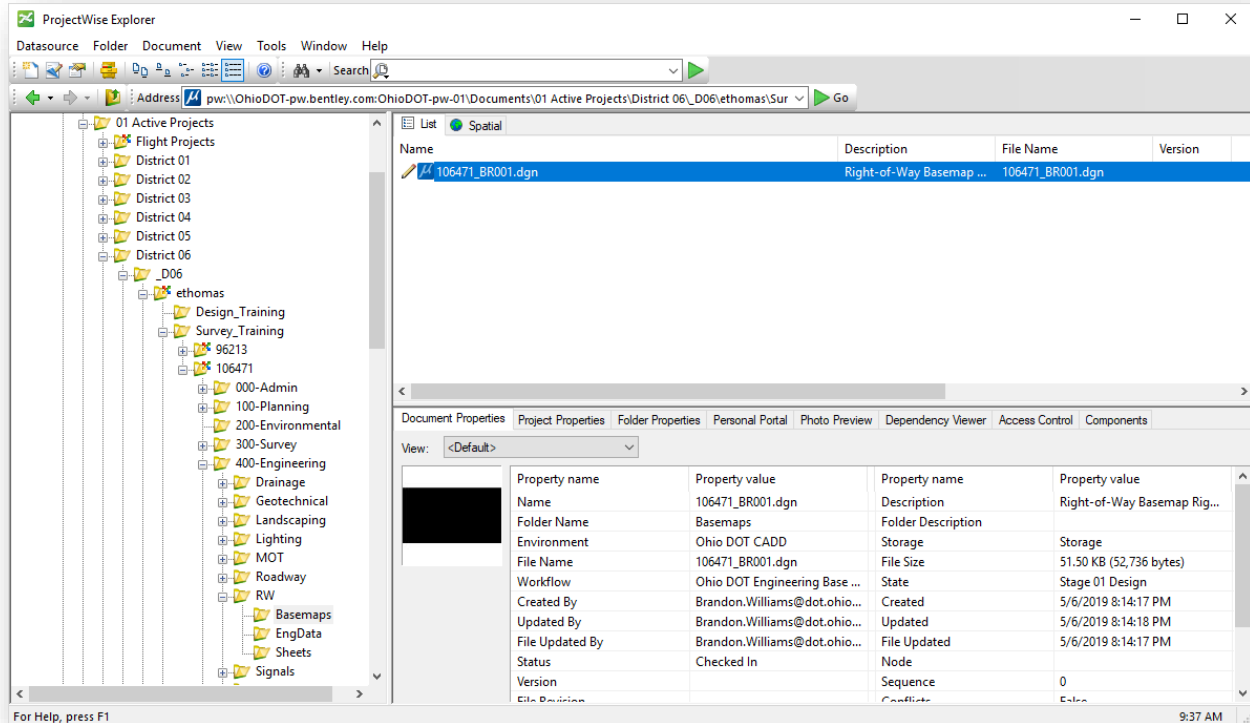 ProjectWise Explorer
Datasource Folder Document View Tools Window Help
Search
Address pw:\\OhioDOT-pw.bentley.com:OhioDOT-pw-01\Documents\01 Active Projects\District 06\_D06\ethomas\Sur Go
01 Active Projects
Flight Projects
District 01
District 02
District 03
District 04
District 05
District 06
_D06
ethomas
Design_Training
Survey_Training
96213
106471
000-Admin
100-Planning
200-Environmental
300-Survey
400-Engineering
Drainage
Geotechnical
Landscaping
Lighting
MOT
Roadway
RW
Basemaps
EngData
Sheets
Signals
List Spatial
Name Description File Name Version
106471_BR001.dgn Right-of-Way Basemap ... 106471_BR001.dgn
Document Properties Project Properties Folder Properties Personal Portal Photo Preview Dependency Viewer Access Control Components
View: <Default>
Property name Property value Property name Property value
Name 106471_BR001.dgn Description Right-of-Way Basemap Rig...
Folder Name Basemaps Folder Description
Environment Ohio DOT CADD Storage Storage
File Name 106471_BR001.dgn File Size 51.50 KB (52,736 bytes)
Workflow Ohio DOT Engineering Base ... State Stage 01 Design
Created By Brandon.Williams@dot.ohio... Created 5/6/2019 8:14:17 PM
Updated By Brandon.Williams@dot.ohio... Updated 5/6/2019 8:14:18 PM
File Updated By Brandon.Williams@dot.ohio... File Updated 5/6/2019 8:14:17 PM
Status Checked In Node
Version Sequence 0
File Revision Conflicts False
For Help, press F1 9:37 AM